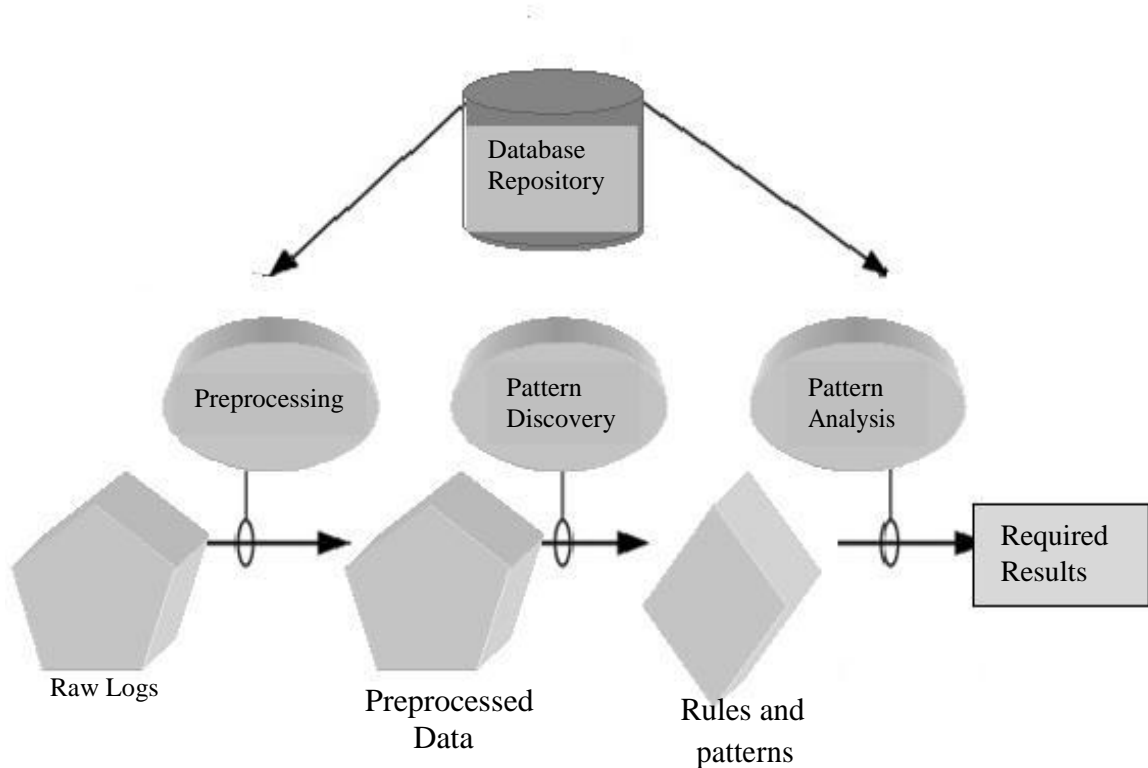 Database
Repository
Preprocessing
Pattern
Discovery
Pattern
Analysis
Required
Results
Raw Logs
Preprocessed
Data
Rules and
patterns